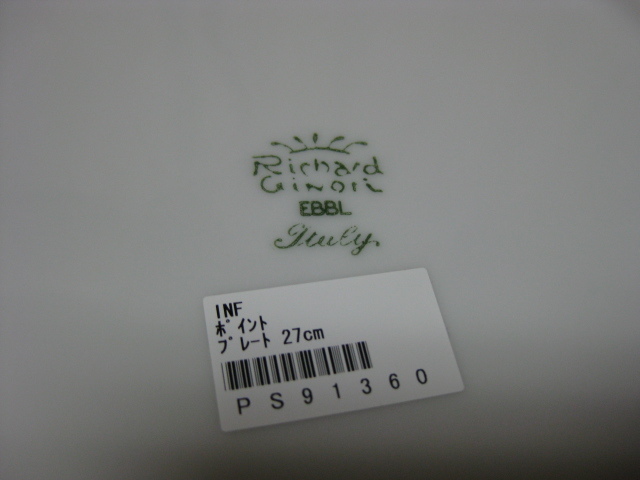 Richard
Ginori
EBBL
Italy.
INF
ﾎﾟｲﾝﾄ
ﾌﾟﾚｰﾄ 27cm
PS91360